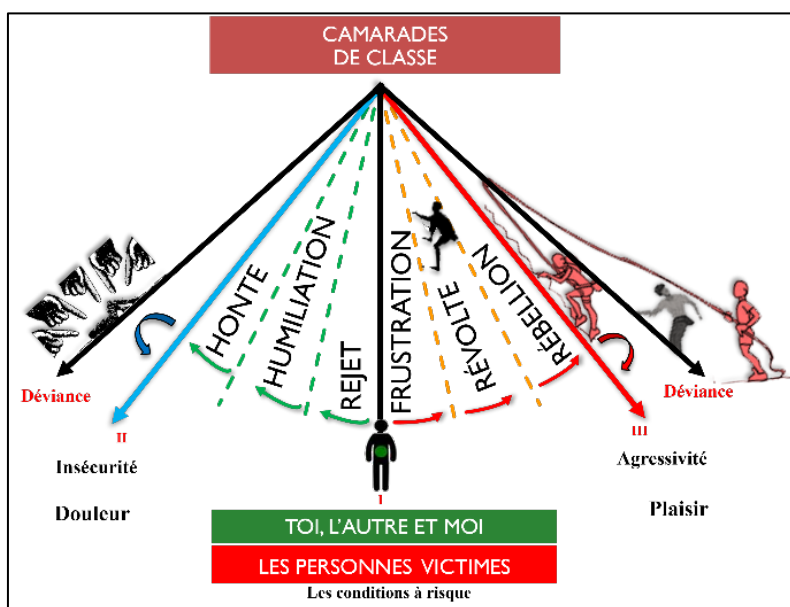 CAMARADES
DE CLASSE
HONTE
HUMILIATION
REJET
FRUSTRATION
RÉVOLTE
RÉBELLION
Déviance
Déviance
II
III
Insécurité
Agressivité
Douleur
Plaisir
I
TOI, L'AUTRE ET MOI
LES PERSONNES VICTIMES
Les conditions à risque